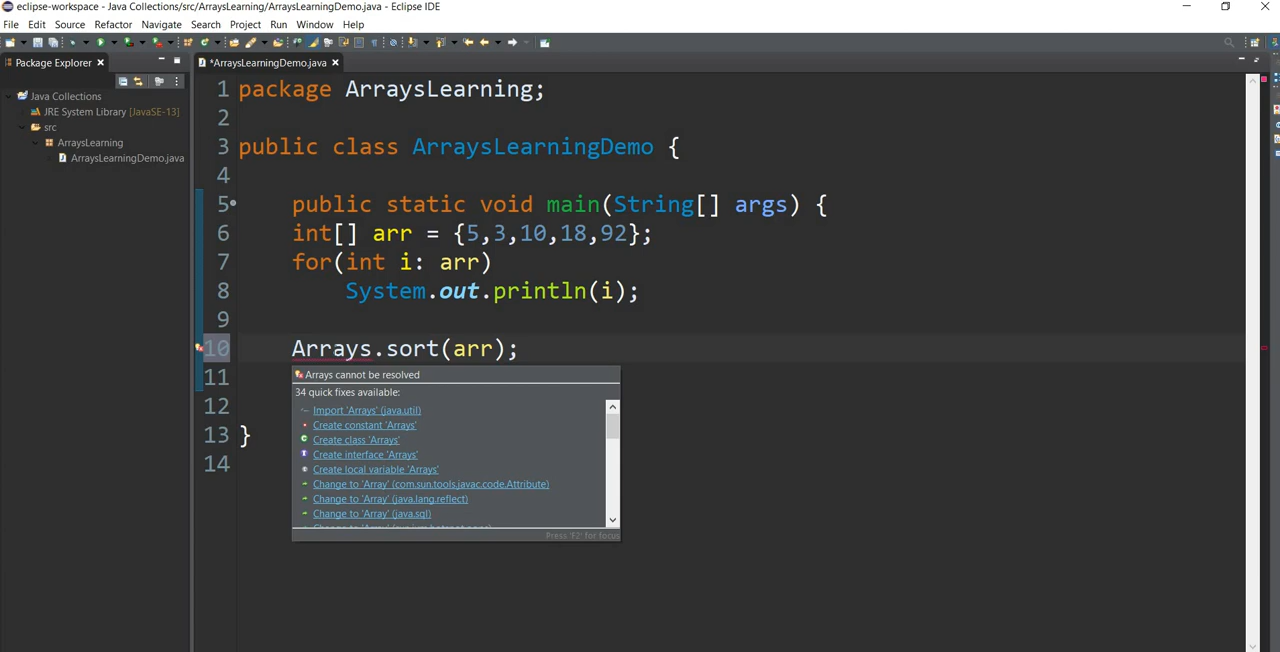 eclipse-workspace - Java Collections/src/ArraysLearning/ArraysLearningDemo.java - Eclipse IDE
File Edit Source Refactor Navigate Search Project Run Window Help
Package Explorer
*ArraysLearningDemo.java
Java Collections
JRE System Library [JavaSE-13]
src
ArraysLearning
ArraysLearningDemo.java
1 package ArraysLearning;
2
3 public class ArraysLearningDemo {
4
5 public static void main(String[] args) {
6 int[] arr = {5,3,10,18,92};
7 for(int i: arr)
8 System.out.println(i);
9
10 Arrays.sort(arr);
11
12
13 }
14
Arrays cannot be resolved
34 quick fixes available:
Import 'Arrays' (java.util)
Create constant 'Arrays'
Create class 'Arrays'
Create interface 'Arrays'
Create local variable 'Arrays'
Change to 'Array' (com.sun.tools.javac.code.Attribute)
Change to 'Array' (java.lang.reflect)
Change to 'Array' (java.sql)
Press 'F2' for focus